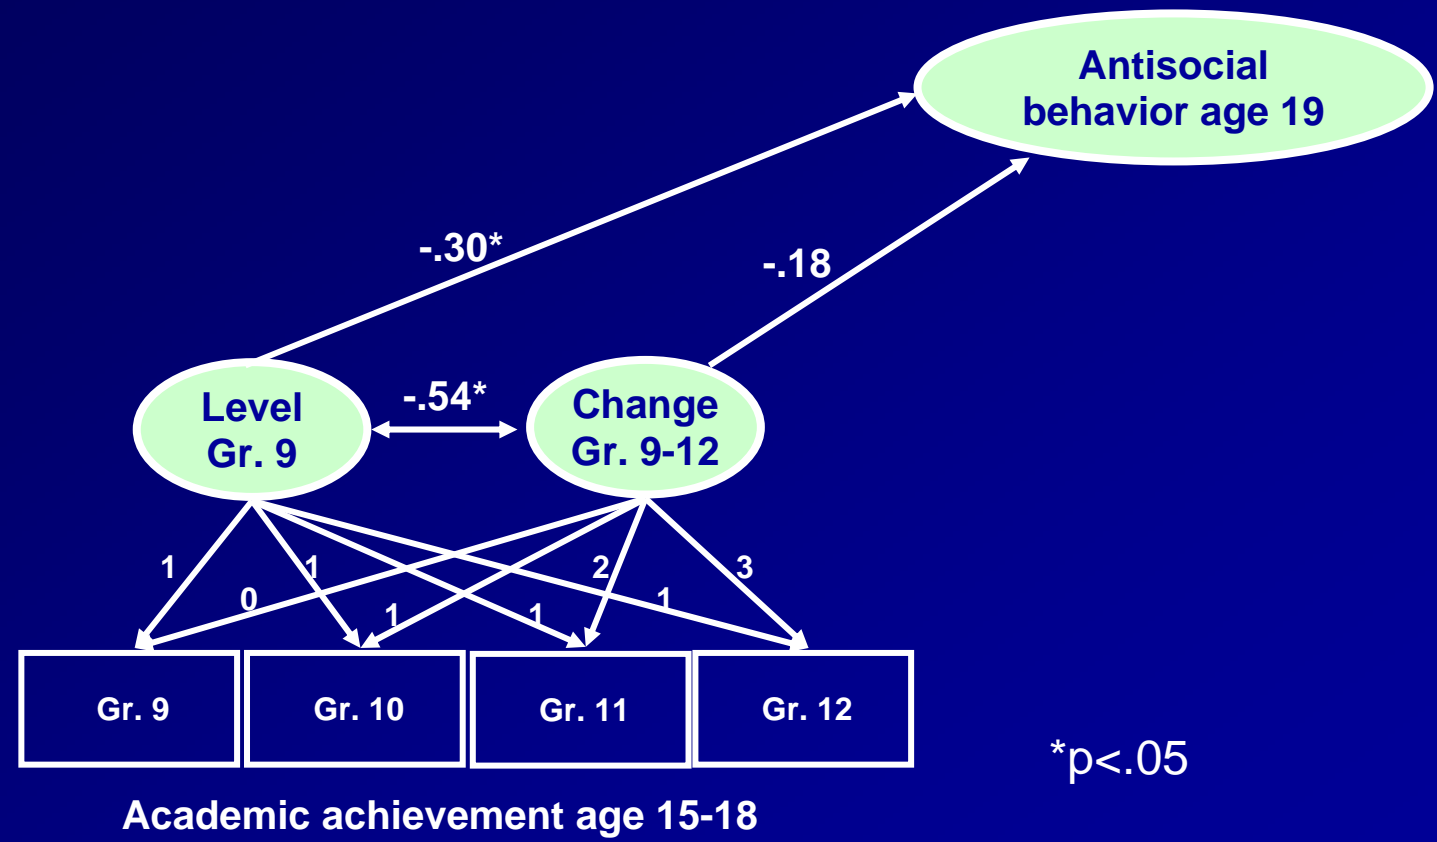 Antisocial
behavior age 19
-.30*
-.18
Level
Gr. 9
-.54*
Change
Gr. 9-12
1
0
1
1
1
2
1
3
Gr. 9
Gr. 10
Gr. 11
Gr. 12
*p<.05
Academic achievement age 15-18